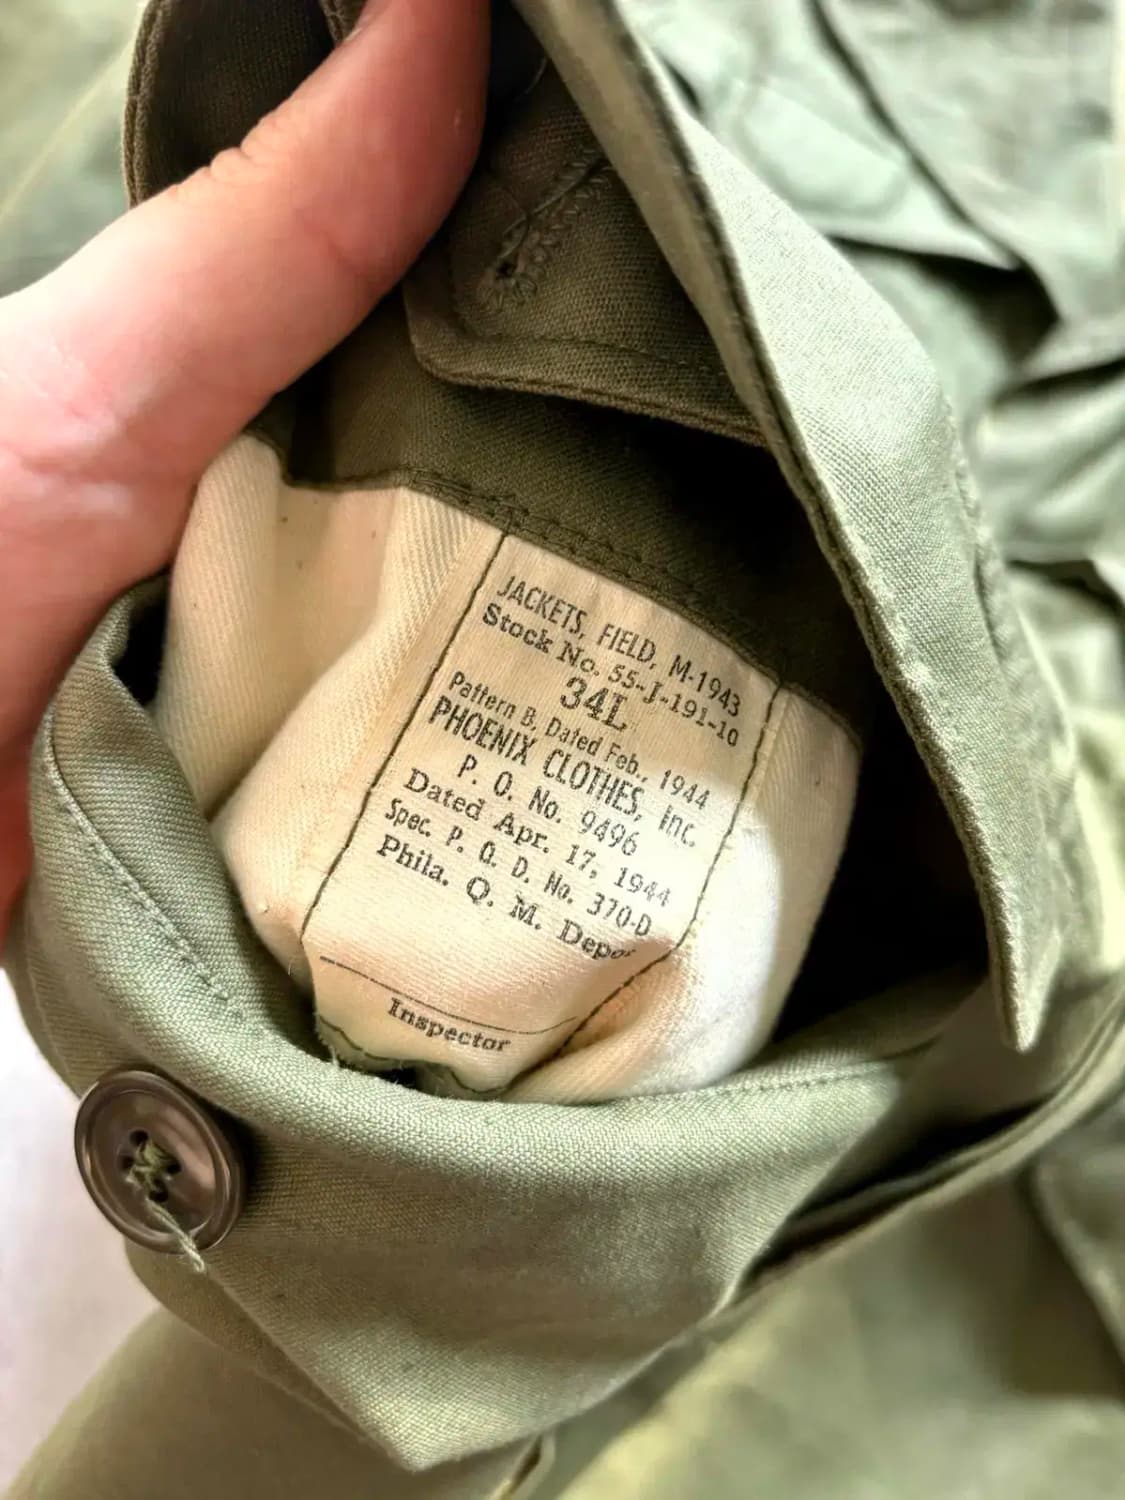 JACKETS, FIELD, M-1943
Stock No. 55-J-191-10
34L
Pattern B, Dated Feb., 1944
PHOENIX CLOTHES, Inc.
P. O. No. 9496
Dated Apr. 17, 1944
Spec. P. Q. D. No. 370-D
Phila. Q. M. Depot
Inspector